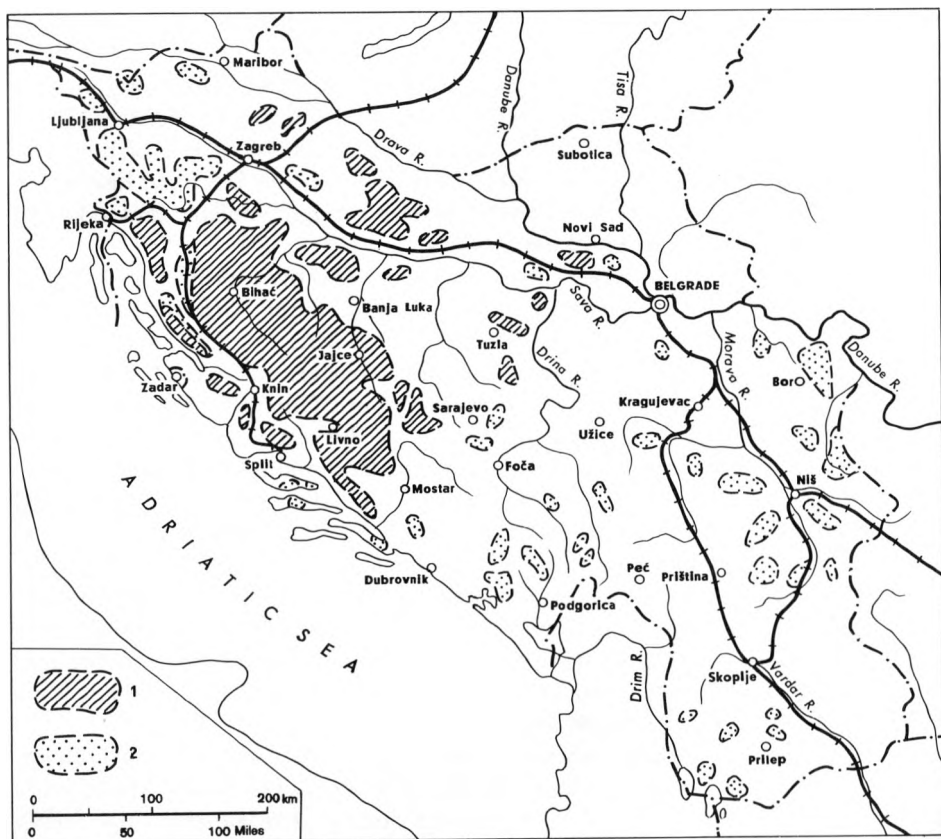 Maribor
Ljubljana
Zagreb
Drava R.
Danube R.
Tisa R.
Subotica
Rijeka
Novi Sad
Bihać
Banja Luka
Sava R.
BELGRADE
Tuzla
Jajce
Drina R.
Morava R.
Danube R.
Bor
Zadar
Knin
Sarajevo
Kragujevac
Livno
Užice
Split
Foča
Mostar
Niš
ADRIATIC SEA
Dubrovnik
Peć
Priština
Podgorica
Drim R.
Skoplje
Vardar R.
Prilep
1
2
0 100 200 km
0 50 100 Miles